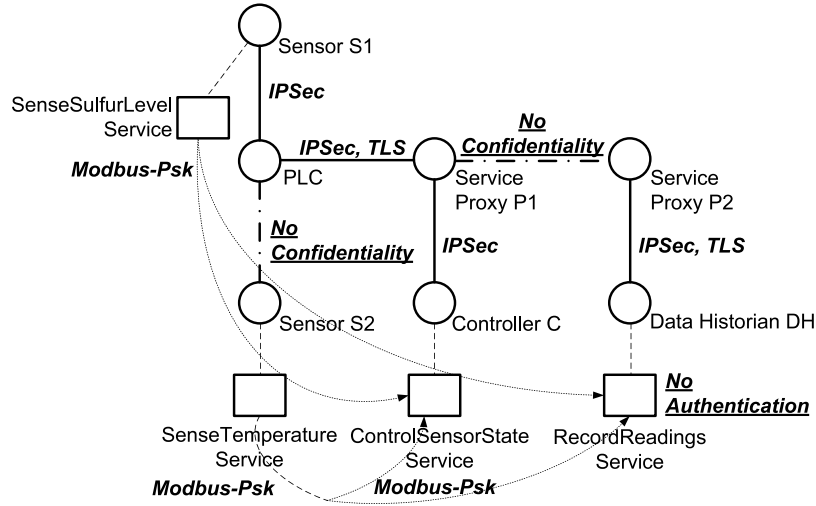 Sensor S1
IPSec
SenseSulfurLevel
Service
Modbus-Psk
PLC
IPSec, TLS
No
Confidentiality
Service
Proxy P1
Service
Proxy P2
No
Confidentiality
IPSec
IPSec, TLS
Sensor S2
Controller C
Data Historian DH
No
Authentication
SenseTemperature
Service
Modbus-Psk
ControlSensorState
Service
Modbus-Psk
RecordReadings
Service